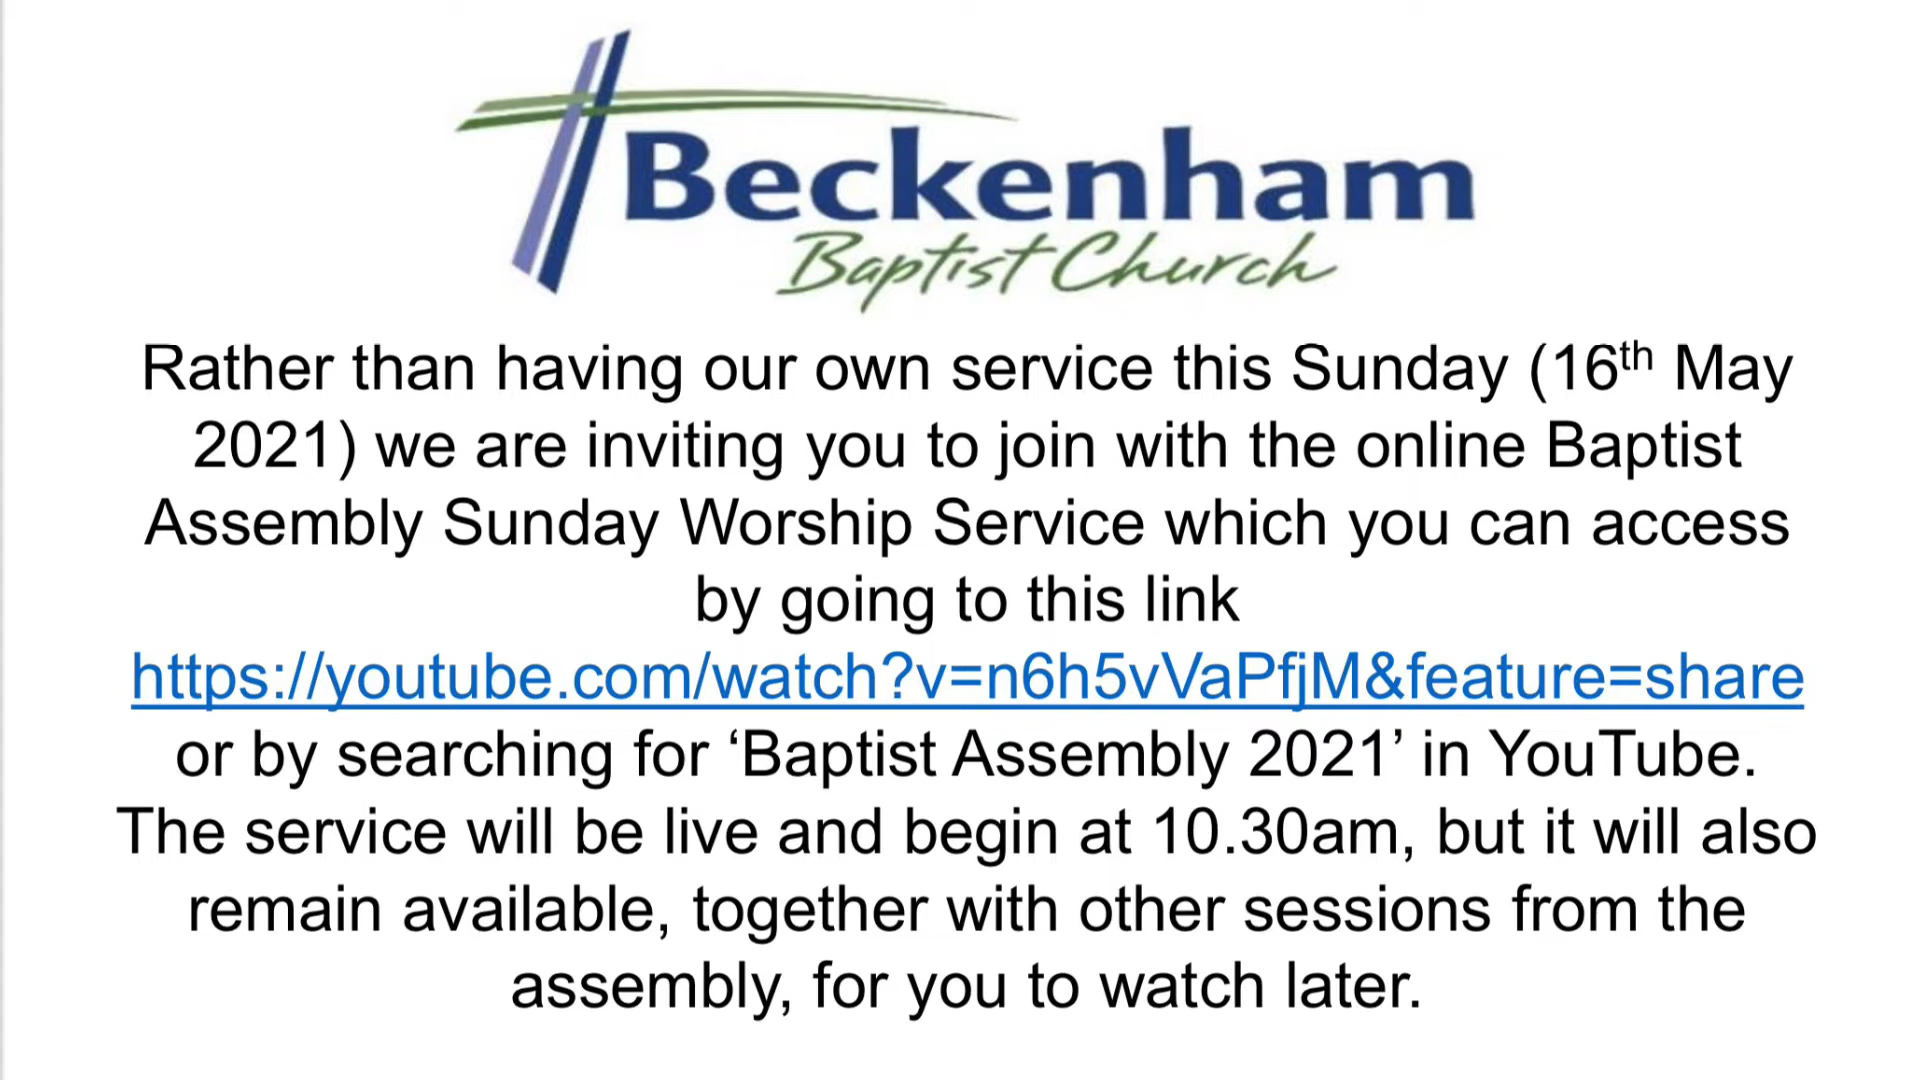 Beckenham
Baptist Church
Rather than having our own service this Sunday (16th May
2021) we are inviting you to join with the online Baptist
Assembly Sunday Worship Service which you can access
by going to this link
https://youtube.com/watch?v=n6h5vVaPfjM&feature=share
or by searching for ‘Baptist Assembly 2021’ in YouTube.
The service will be live and begin at 10.30am, but it will also
remain available, together with other sessions from the
assembly, for you to watch later.